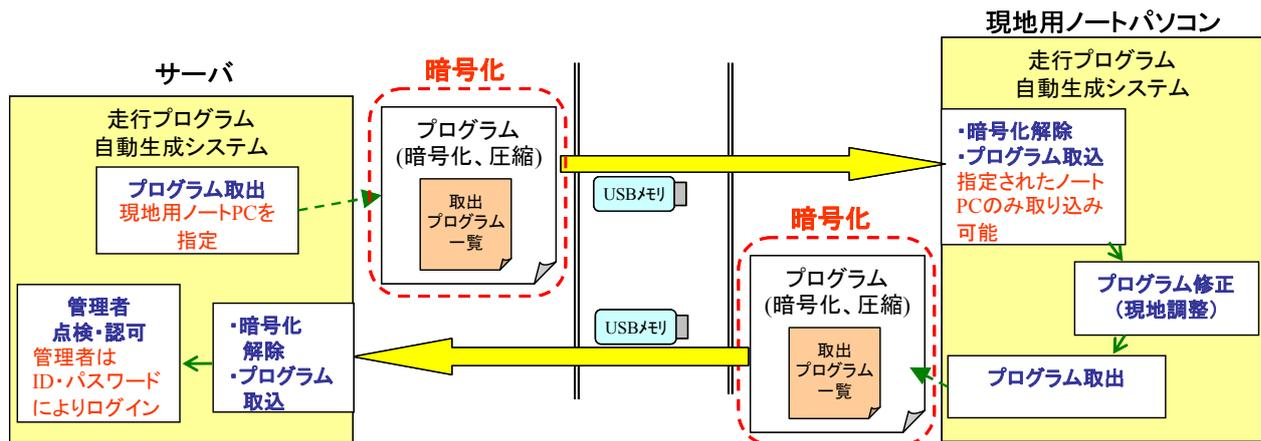 サーバ
走行プログラム
自動生成システム
プログラム取出
現地用ノートPCを
指定
暗号化
プログラム
(暗号化、圧縮)
取出
プログラム
一覧
USBメモリ
現地用ノートパソコン
走行プログラム
自動生成システム
・暗号化解除
・プログラム取込
指定されたノート
PCのみ取り込み
可能
プログラム修正
（現地調整）
プログラム取出
暗号化
プログラム
(暗号化、圧縮)
取出
プログラム
一覧
USBメモリ
・暗号化
解除
・プログラム
取込
管理者
点検・認可
管理者は
ID・パスワード
によりログイン